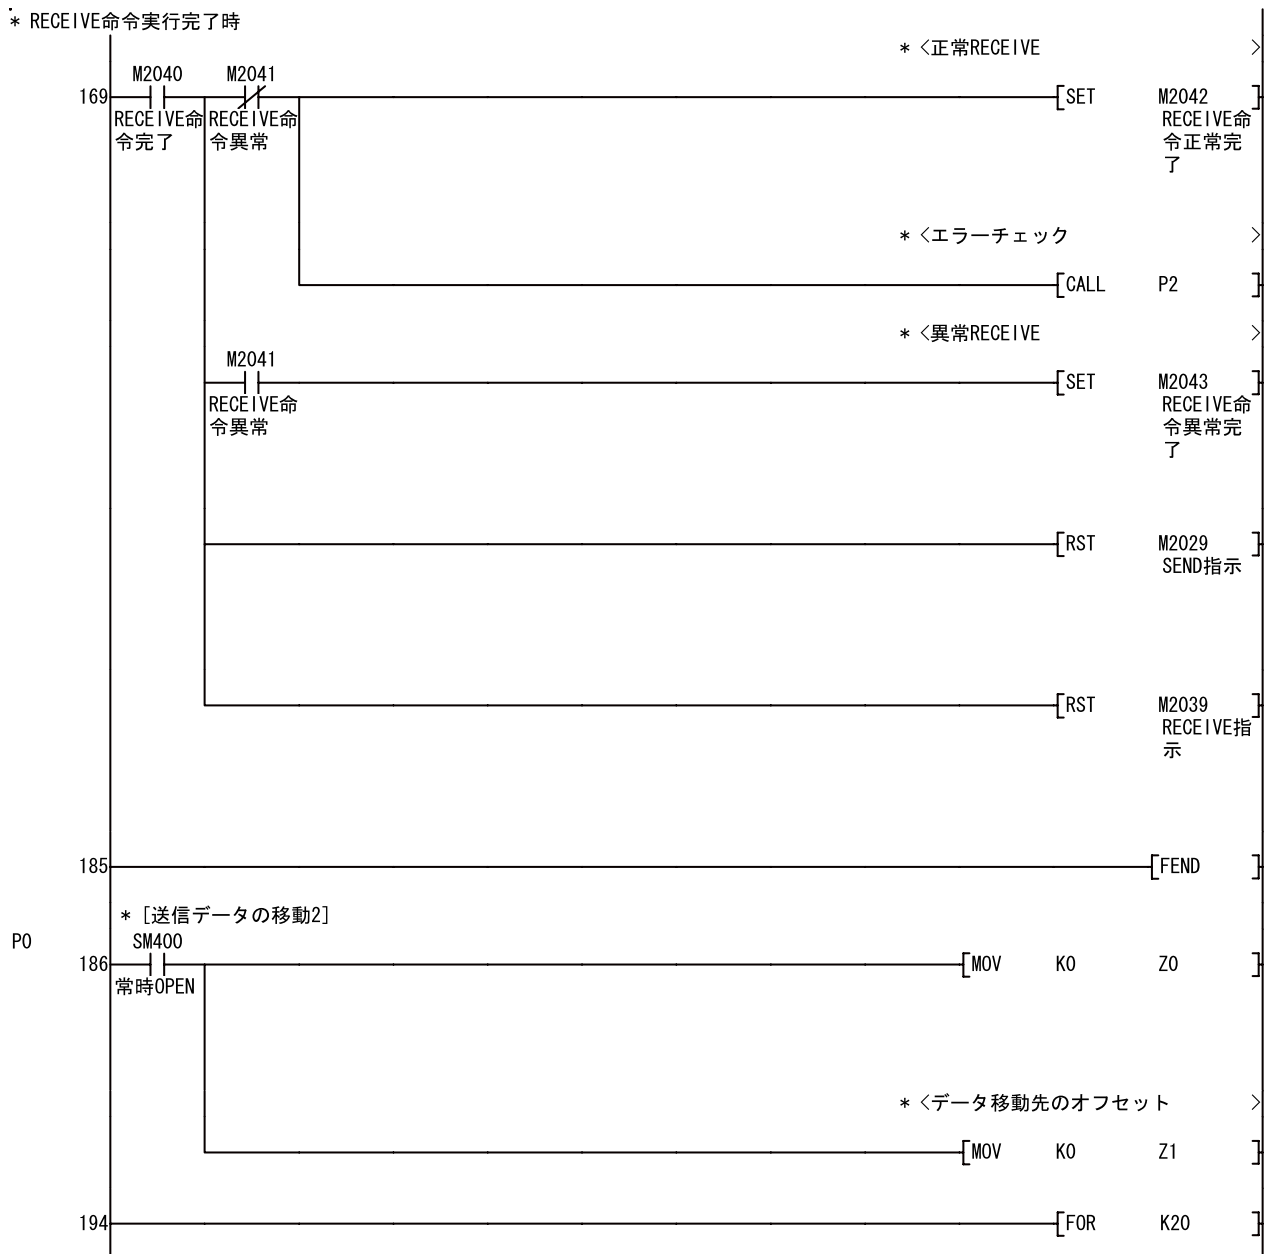 * RECEIVE命令実行完了時
* <正常RECEIVE >
M2040 M2041
169 [SET M2042 ]
RECEIVE命 RECEIVE命 RECEIVE命
令完了 令異常 令正常完
了
* <エラーチェック >
[CALL P2 ]
* <異常RECEIVE >
M2041
[SET M2043 ]
RECEIVE命 RECEIVE命
令異常 令異常完
了
[RST M2029 ]
SEND指示
[RST M2039 ]
RECEIVE指
示
185 [FEND ]
* [送信データの移動2]
P0 SM400
186 [MOV K0 Z0 ]
常時OPEN
* <データ移動先のオフセット >
[MOV K0 Z1 ]
194 [FOR K20 ]